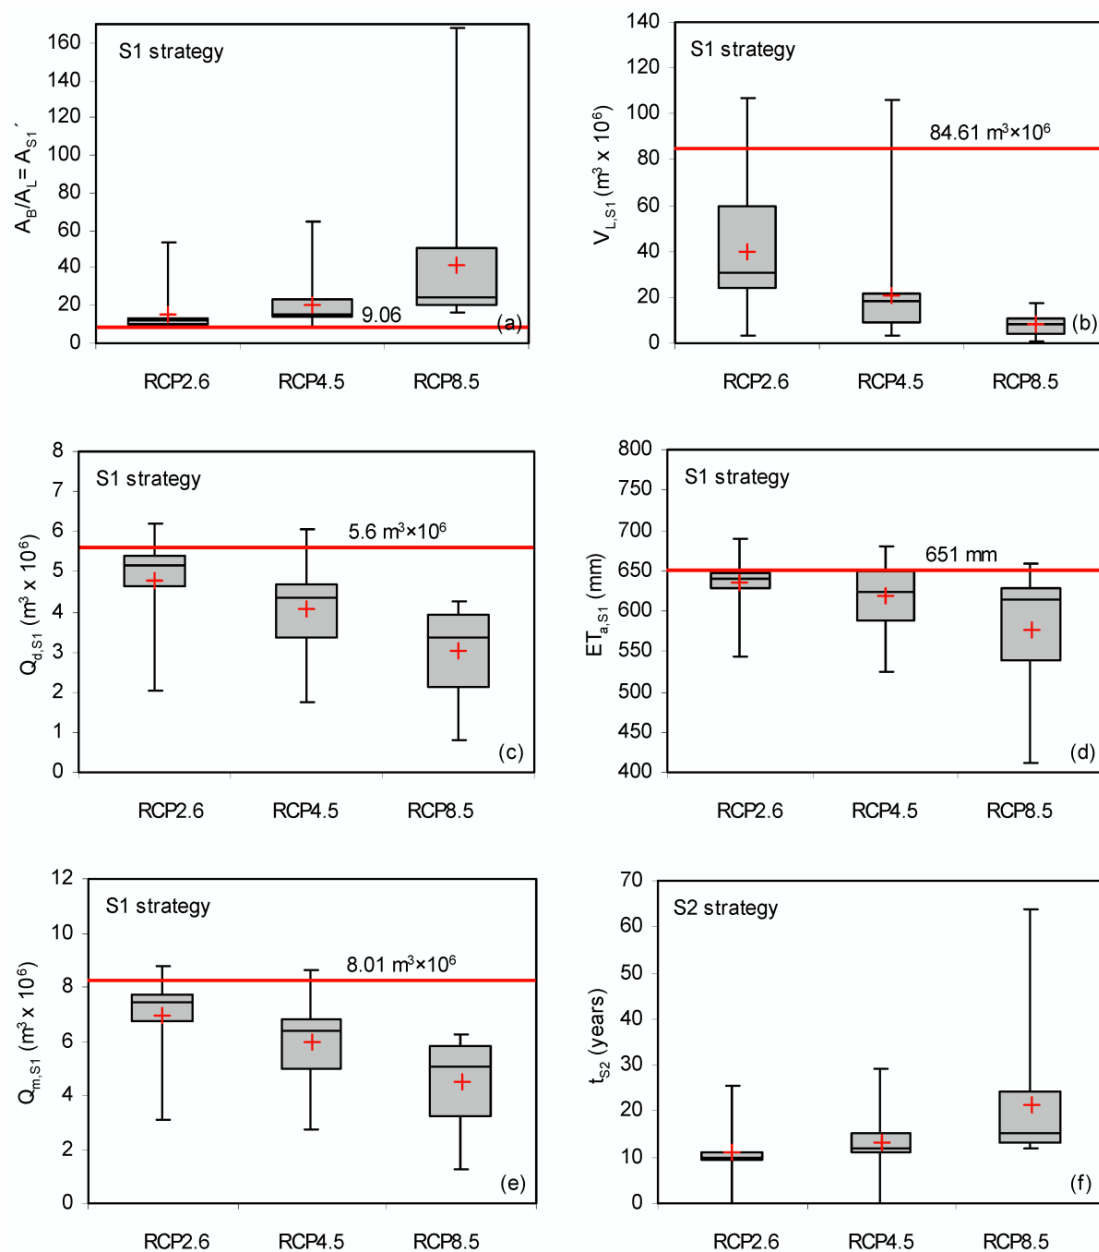 S1 strategy
A_B/A_L = A_S1´
160
140
120
100
80
60
40
20
0
9.06
(a)
RCP2.6 RCP4.5 RCP8.5
S1 strategy
V_L,S1 (m³ x 10⁶)
140
120
100
80
60
40
20
0
84.61 m³×10⁶
(b)
RCP2.6 RCP4.5 RCP8.5
S1 strategy
Q_d,S1 (m³ x 10⁶)
8
7
6
5
4
3
2
1
0
5.6 m³×10⁶
(c)
RCP2.6 RCP4.5 RCP8.5
S1 strategy
ET_a,S1 (mm)
800
750
700
650
600
550
500
450
400
651 mm
(d)
RCP2.6 RCP4.5 RCP8.5
S1 strategy
Q_m,S1 (m³ x 10⁶)
12
10
8
6
4
2
0
8.01 m³×10⁶
(e)
RCP2.6 RCP4.5 RCP8.5
S2 strategy
t_S2 (years)
70
60
50
40
30
20
10
0
(f)
RCP2.6 RCP4.5 RCP8.5